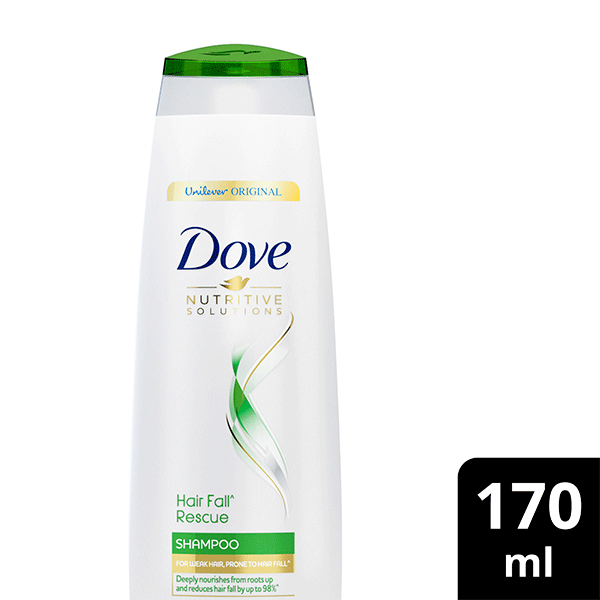 Unilever ORIGINAL
Dove
NUTRITIVE
SOLUTIONS
Hair Fall^
Rescue
SHAMPOO
FOR WEAK HAIR, PRONE TO HAIR FALL^
Deeply nourishes from roots up
and reduces hair fall by up to 98%^
170
ml